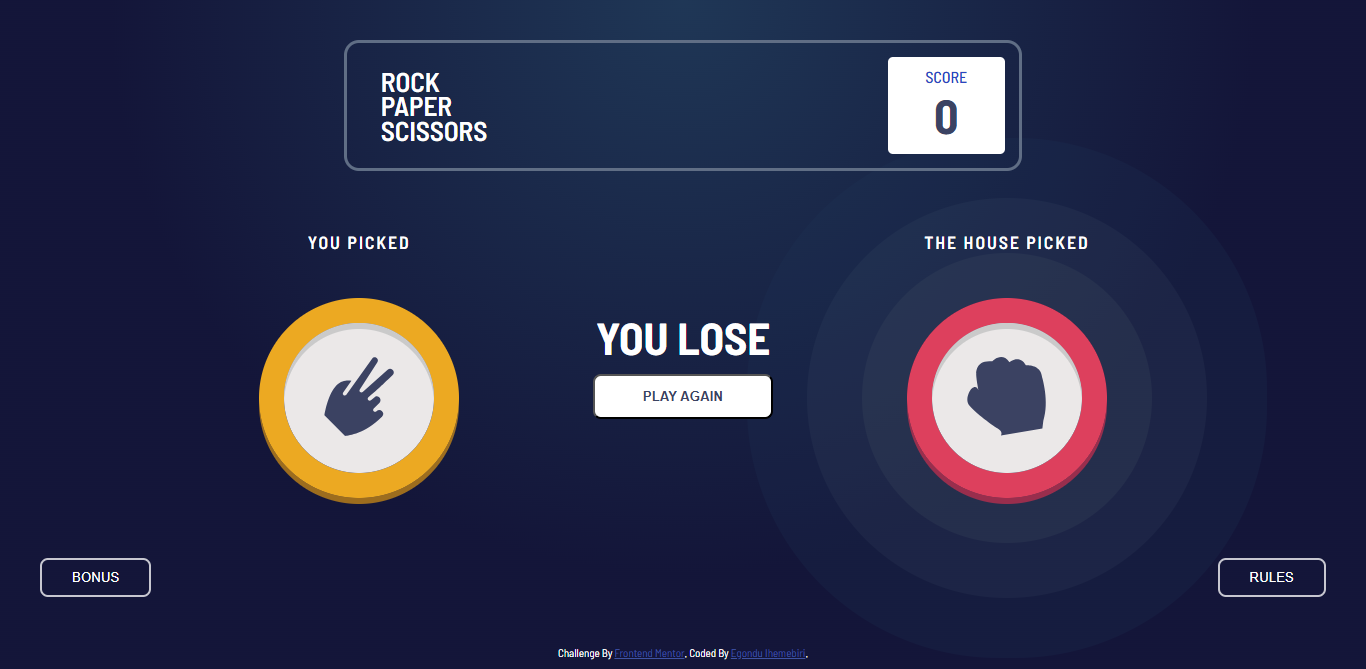 ROCK
PAPER
SCISSORS
SCORE
0
YOU PICKED
THE HOUSE PICKED
YOU LOSE
PLAY AGAIN
BONUS
RULES
Challenge By Frontend Mentor. Coded By Egondu Ihemebiri.